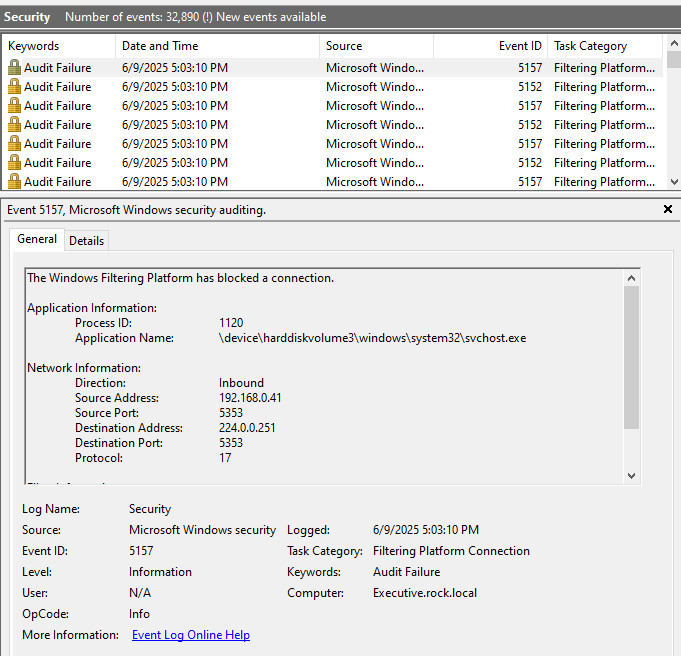 Security Number of events: 32,890 (!) New events available
Keywords Date and Time Source Event ID Task Category
Audit Failure 6/9/2025 5:03:10 PM Microsoft Windo... 5157 Filtering Platform...
Audit Failure 6/9/2025 5:03:10 PM Microsoft Windo... 5152 Filtering Platform...
Audit Failure 6/9/2025 5:03:10 PM Microsoft Windo... 5157 Filtering Platform...
Audit Failure 6/9/2025 5:03:10 PM Microsoft Windo... 5152 Filtering Platform...
Audit Failure 6/9/2025 5:03:10 PM Microsoft Windo... 5157 Filtering Platform...
Audit Failure 6/9/2025 5:03:10 PM Microsoft Windo... 5152 Filtering Platform...
Audit Failure 6/9/2025 5:03:10 PM Microsoft Windo... 5157 Filtering Platform...
Event 5157, Microsoft Windows security auditing.
General Details
The Windows Filtering Platform has blocked a connection.
Application Information:
Process ID: 1120
Application Name: \device\harddiskvolume3\windows\system32\svchost.exe
Network Information:
Direction: Inbound
Source Address: 192.168.0.41
Source Port: 5353
Destination Address: 224.0.0.251
Destination Port: 5353
Protocol: 17
Log Name: Security
Source: Microsoft Windows security Logged: 6/9/2025 5:03:10 PM
Event ID: 5157 Task Category: Filtering Platform Connection
Level: Information Keywords: Audit Failure
User: N/A Computer: Executive.rock.local
OpCode: Info
More Information: Event Log Online Help